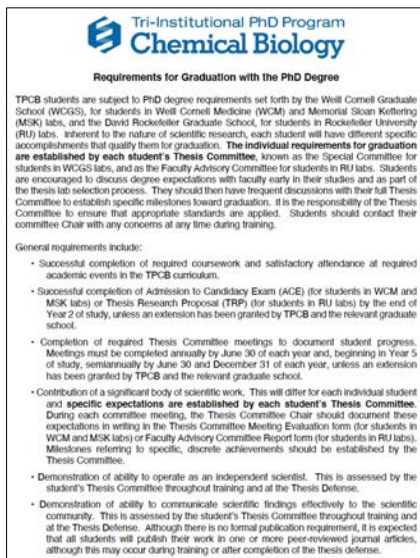 Tri-Institutional PhD Program
Chemical Biology
Requirements for Graduation with the PhD Degree
TPCB students are subject to PhD degree requirements set forth by the Weill Cornell Graduate
School (WCGS), for students in Weill Cornell Medicine (WCM) and Memorial Sloan Kettering
(MSK) labs, and the David Rockefeller Graduate School, for students in Rockefeller University
(RU) labs. Inherent to the nature of scientific research, each student will have different specific
accomplishments that qualify them for graduation. The individual requirements for graduation
are established by each student's Thesis Committee, known as the Special Committee for
students in WCGS labs, and as the Faculty Advisory Committee for students in RU labs. Students
are encouraged to discuss degree expectations with faculty early in their studies and as part of
the thesis lab selection process. They should then have frequent discussions with their full Thesis
Committee to establish specific milestones toward graduation. It is the responsibility of the Thesis
Committee to ensure that appropriate standards are applied. Students should contact their
committee Chair with any concerns at any time during training.
General requirements include:
• Successful completion of required coursework and satisfactory attendance at required
academic events in the TPCB curriculum.
• Successful completion of Admission to Candidacy Exam (ACE) (for students in WCM and
MSK labs) or Thesis Research Proposal (TRP) (for students in RU labs) by the end of
Year 2 of study, unless an extension has been granted by TPCB and the relevant graduate
school.
• Completion of required Thesis Committee meetings to document student progress.
Meetings must be completed annually by June 30 of each year and, beginning in Year 5
of study, semiannually by June 30 and December 31 of each year, unless an extension
has been granted by TPCB and the relevant graduate school.
• Contribution of a significant body of scientific work. This will differ for each individual student
and specific expectations are established by each student's Thesis Committee.
During each committee meeting, the Thesis Committee Chair should document these
expectations in writing in the Thesis Committee Meeting Evaluation form (for students in
WCM and MSK labs) or Faculty Advisory Committee Report form (for students in RU labs).
Milestones referring to specific, discrete achievements should be established by the
Thesis Committee.
• Demonstration of ability to operate as an independent scientist. This is assessed by the
student's Thesis Committee throughout training and at the Thesis Defense.
• Demonstration of ability to communicate scientific findings effectively to the scientific
community. This is assessed by the student's Thesis Committee throughout training and
at the Thesis Defense. Although there is no formal publication requirement, it is expected
that all students will publish their work in one or more peer-reviewed journal articles,
although this may occur during training or after completion of the thesis defense.